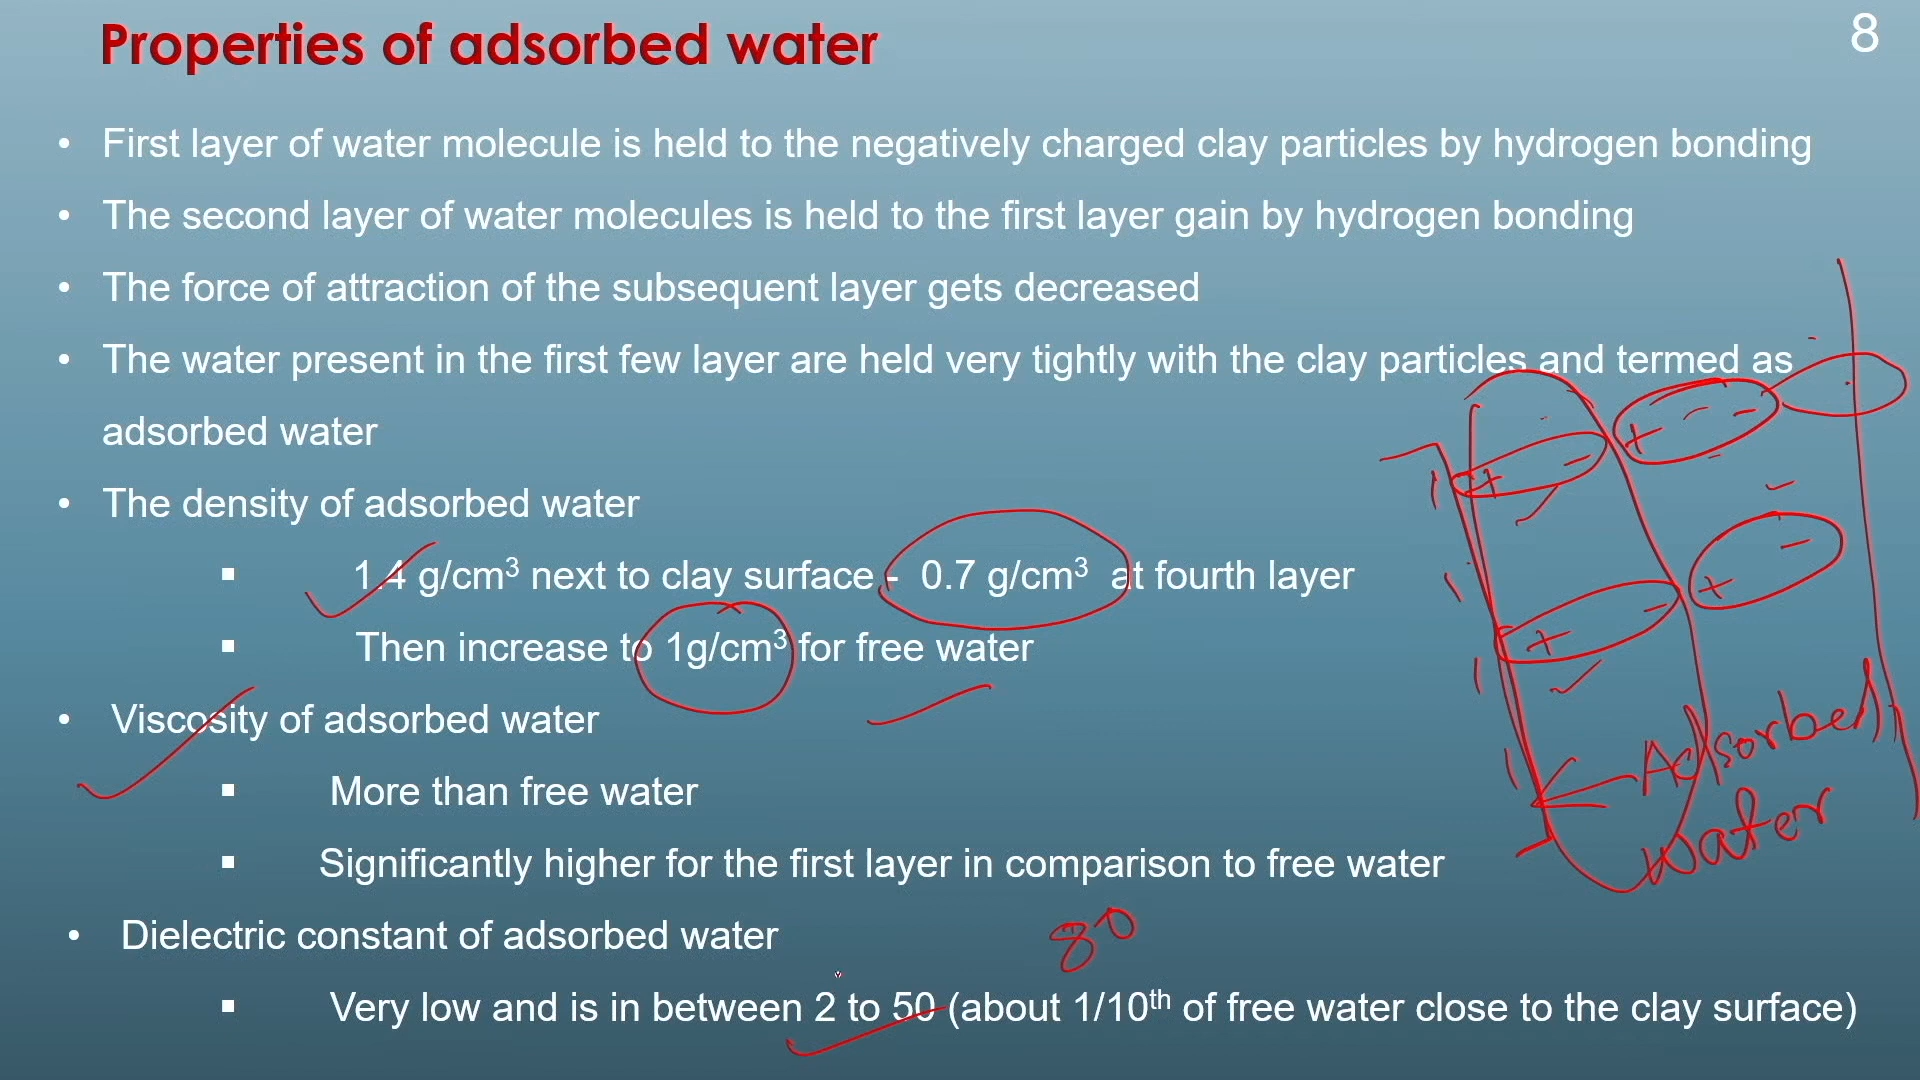 Properties of adsorbed water
8
• First layer of water molecule is held to the negatively charged clay particles by hydrogen bonding
• The second layer of water molecules is held to the first layer gain by hydrogen bonding
• The force of attraction of the subsequent layer gets decreased
• The water present in the first few layer are held very tightly with the clay particles and termed as
adsorbed water
• The density of adsorbed water
▪ 1.4 g/cm³ next to clay surface - 0.7 g/cm³ at fourth layer
▪ Then increase to 1g/cm³ for free water
• Viscosity of adsorbed water
▪ More than free water
▪ Significantly higher for the first layer in comparison to free water
• Dielectric constant of adsorbed water
▪ Very low and is in between 2 to 50 (about 1/10th of free water close to the clay surface)
80
+ - + - -
+ - + -
Adsorbed
water